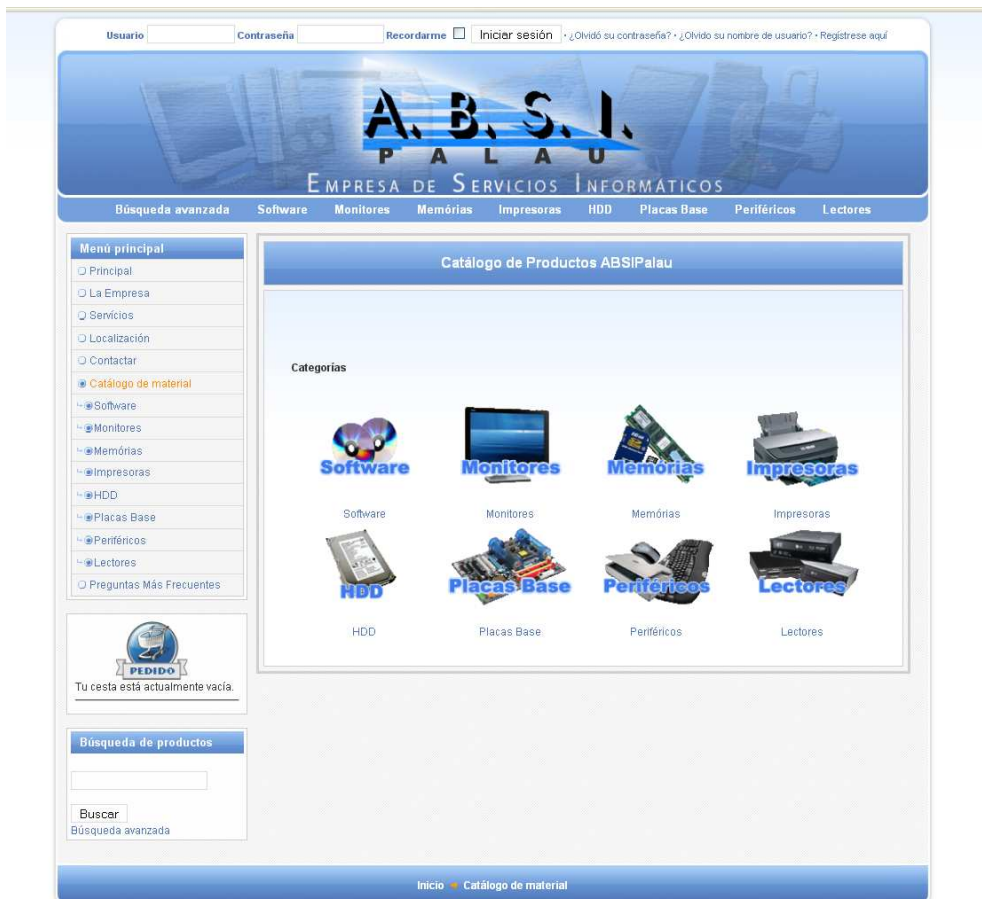 Usuario Contraseña Recordarme Iniciar sesión • ¿Olvidó su contraseña? • ¿Olvido su nombre de usuario? • Regístrese aquí
A. B. S. I.
PALAU
EMPRESA DE SERVICIOS INFORMÁTICOS
Búsqueda avanzada Software Monitores Memórias Impresoras HDD Placas Base Periféricos Lectores
Menú principal
Principal
La Empresa
Servícios
Localización
Contactar
Catálogo de material
Software
Monitores
Memórias
Impresoras
HDD
Placas Base
Periféricos
Lectores
Preguntas Más Frecuentes
PEDIDO
Tu cesta está actualmente vacía.
Búsqueda de productos
Buscar
Búsqueda avanzada
Catálogo de Productos ABSIPalau
Categorías
Software Monitores Memórias Impresoras
Software Monitores Memórias Impresoras
HDD Placas Base Periféricos Lectores
HDD Placas Base Periféricos Lectores
Inicio Catálogo de material